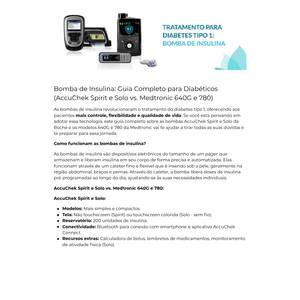 TRATAMENTO PARA
DIABETES TIPO 1:
BOMBA DE INSULINA
Bomba de Insulina: Guia Completo para Diabéticos
(AccuChek Spirit e Solo vs. Medtronic 640G e 780)
As bombas de insulina revolucionaram o tratamento do diabetes tipo 1, oferecendo aos
pacientes mais controle, flexibilidade e qualidade de vida. Se você está pensando em
adotar essa tecnologia, este guia completo sobre as bombas AccuChek Spirit e Solo da
Roche e os modelos 640G e 780 da Medtronic vai te ajudar a tirar todas as suas dúvidas e
te preparar para essa jornada.
Como funcionam as bombas de insulina?
As bombas de insulina são dispositivos eletrônicos do tamanho de um pager que
armazenam e liberam insulina em seu corpo de forma precisa e automatizada. Elas
funcionam através de um cateter fino e flexível que é inserido sob a pele, geralmente na
região abdominal, braços e pernas. Através do cateter, a bomba libera doses de insulina
pré-programadas ao longo do dia, ajustando-se às suas necessidades individuais.
AccuChek Spirit e Solo vs. Medtronic 640G e 780:
AccuChek Spirit e Solo:
● Modelos: Mais simples e compactos.
● Tela: Não touchscreen (Spirit) ou touchscreen colorida (Solo - sem fio).
● Reservatório: 200 unidades de insulina.
● Conectividade: Bluetooth para conexão com smartphone e aplicativo AccuChek
Connect.
● Recursos extras: Calculadora de bolus, lembretes de medicamentos, monitoramento
de atividade física (Solo).